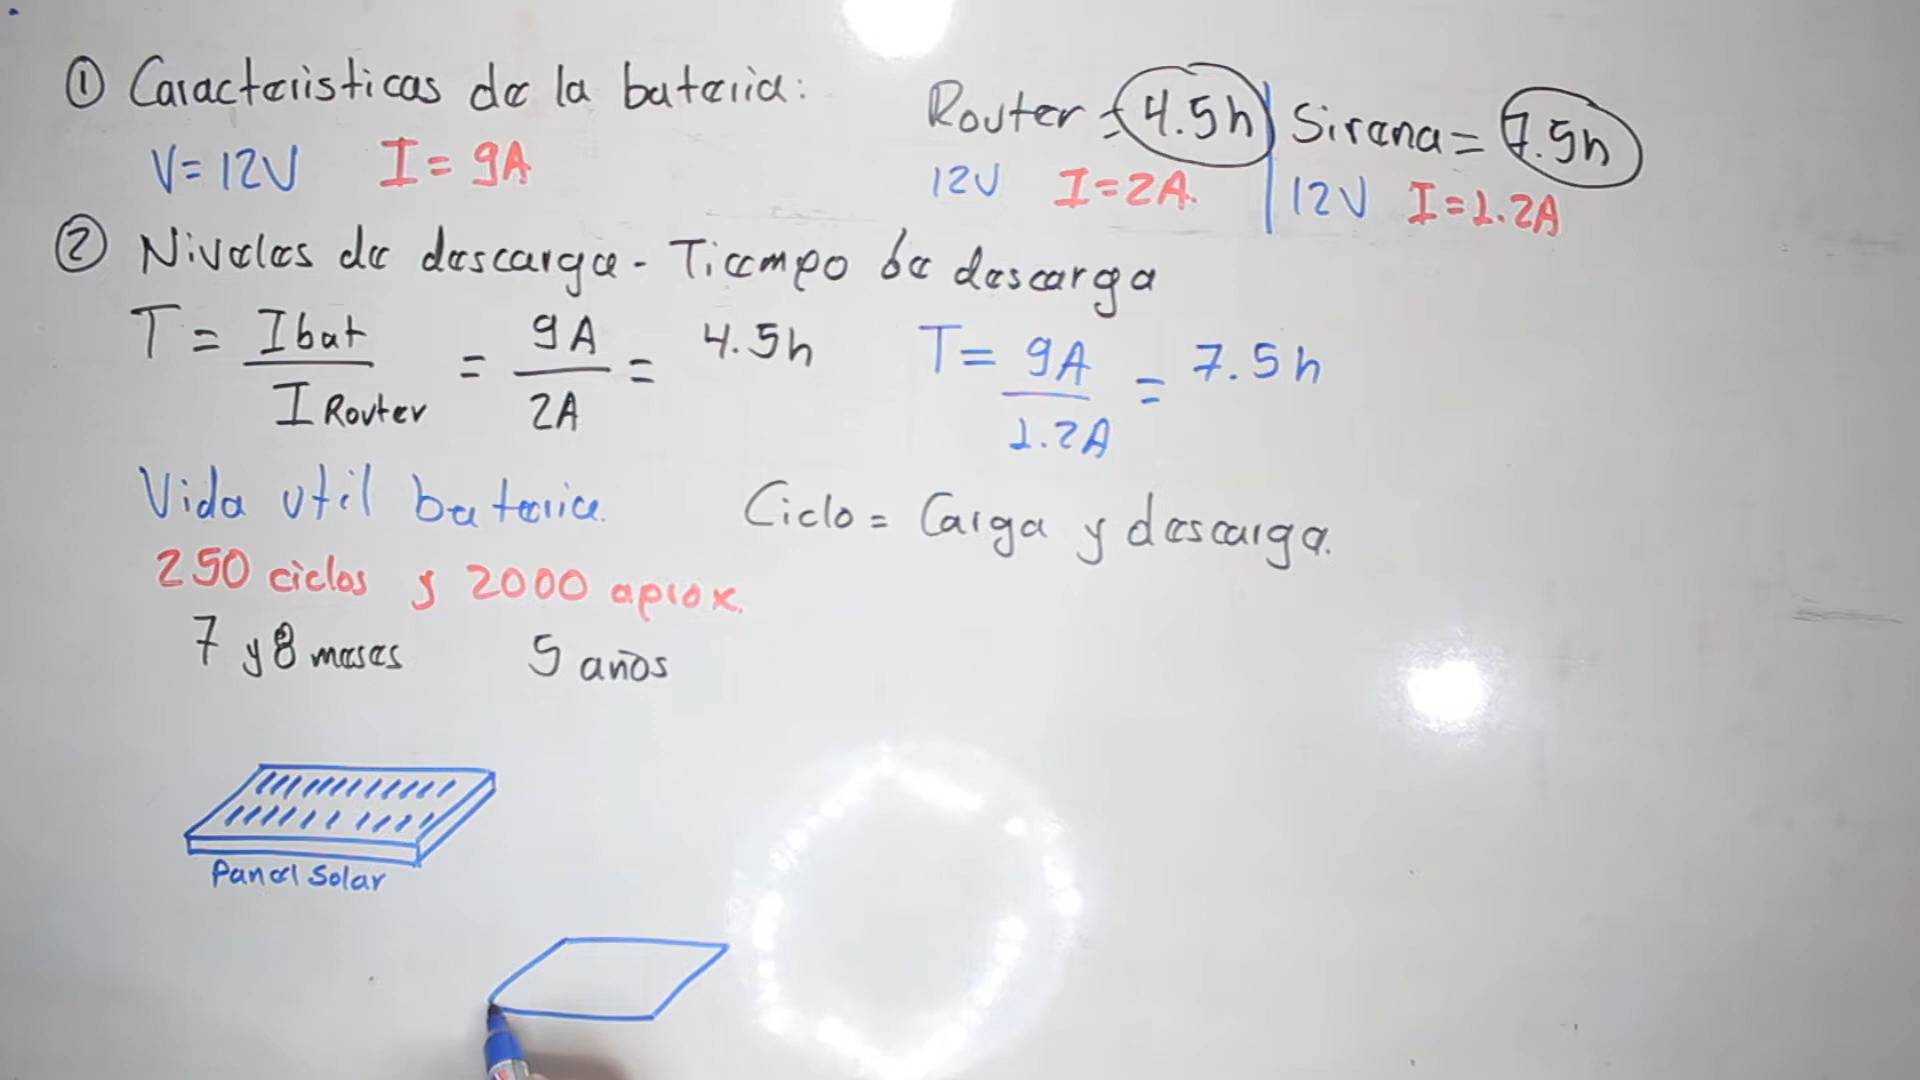 ① Caracteristicas de la bateria:
V= 12V I = 9A
Router = 4.5h
12V I=2A.
Sirena = 7.5h
12V I=1.2A
② Niveles de descarga - Tiempo de descarga
T = Ibat / I Router = 9A / 2A = 4.5h
T= 9A / 1.2A = 7.5h
Vida util bateria.
Ciclo = Carga y descarga.
250 ciclos y 2000 aprox.
7 y 8 meses 5 años
Panel Solar